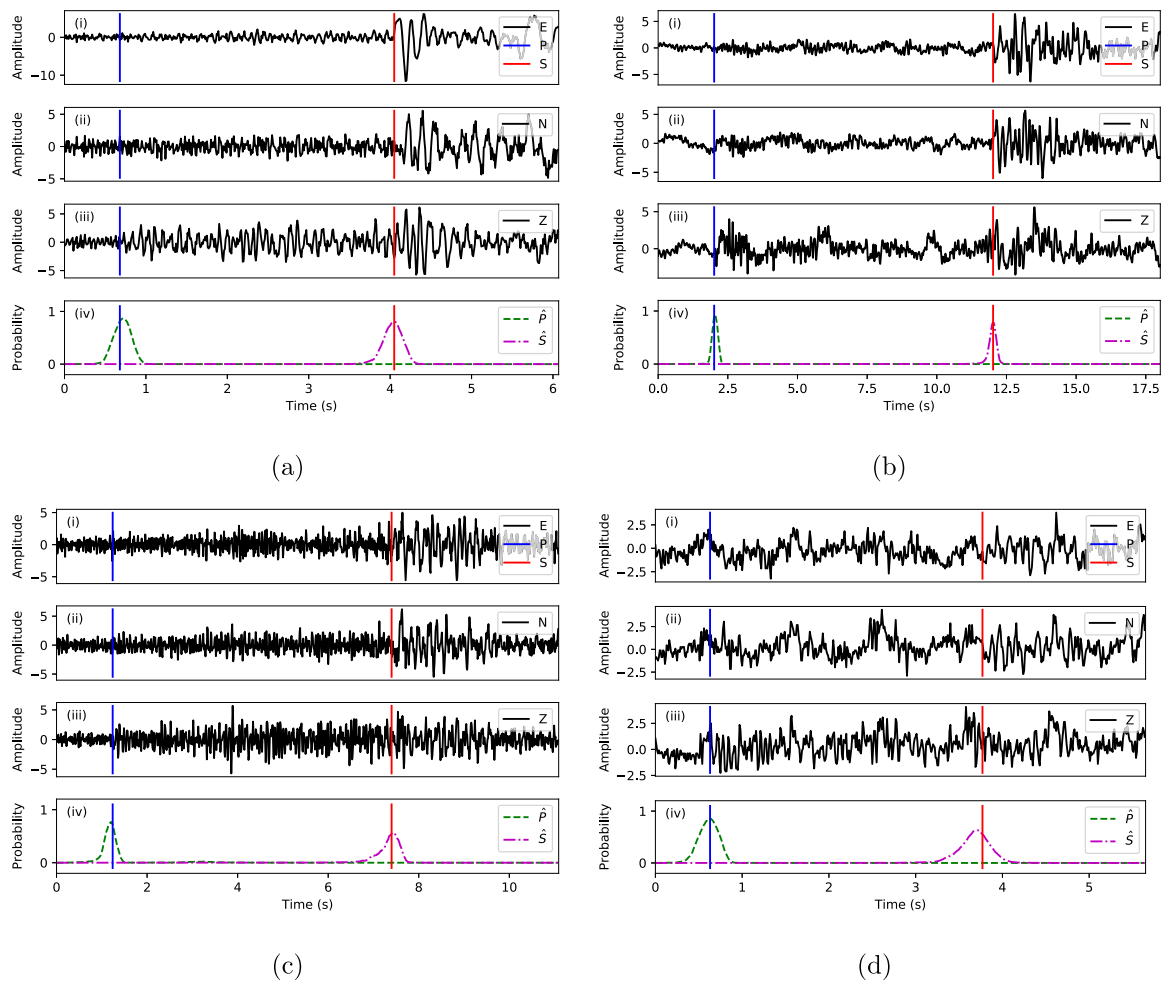 (i)
E
P
S
Amplitude
0
−10
(ii)
N
Amplitude
5
0
−5
(iii)
Z
Amplitude
5
0
−5
(iv)
P̂
Ŝ
Probability
1
0
0 1 2 3 4 5 6
Time (s)
(a)
(i)
E
P
S
Amplitude
5
0
−5
(ii)
N
Amplitude
5
0
−5
(iii)
Z
Amplitude
5
0
(iv)
P̂
Ŝ
Probability
1
0
0.0 2.5 5.0 7.5 10.0 12.5 15.0 17.5
Time (s)
(b)
(i)
E
P
S
Amplitude
5
0
−5
(ii)
N
Amplitude
5
0
−5
(iii)
Z
Amplitude
5
0
−5
(iv)
P̂
Ŝ
Probability
1
0
0 2 4 6 8 10
Time (s)
(c)
(i)
E
P
S
Amplitude
2.5
0.0
−2.5
(ii)
N
Amplitude
2.5
0.0
−2.5
(iii)
Z
Amplitude
2.5
0.0
−2.5
(iv)
P̂
Ŝ
Probability
1
0
0 1 2 3 4 5
Time (s)
(d)